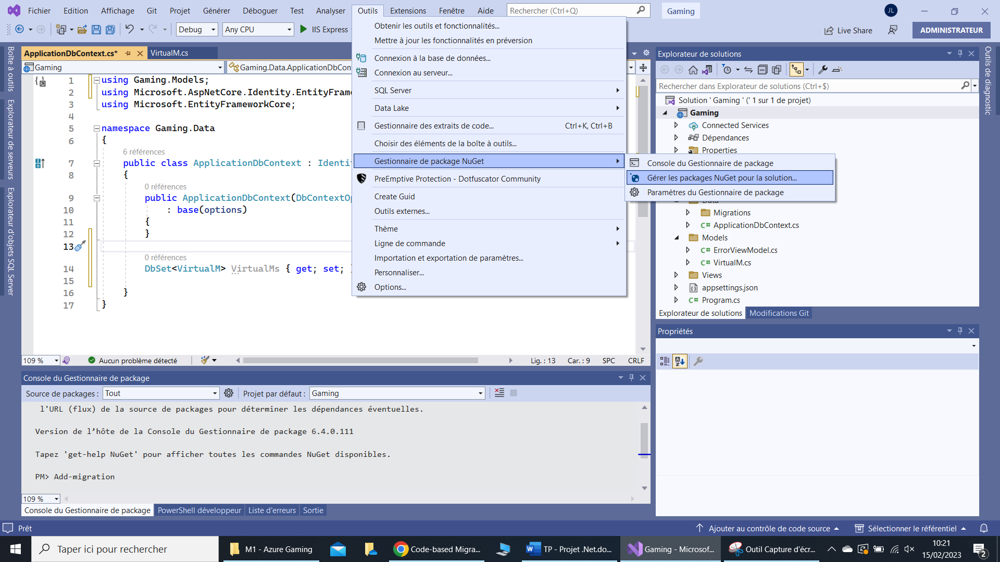 Fichier Edition Affichage Git Projet Générer Déboguer Test Analyser Outils Extensions Fenêtre Aide Rechercher (Ctrl+Q) Gaming JL
Debug Any CPU IIS Express Live Share ADMINISTRATEUR
Boîte à outils
Explorateur de serveurs
Explorateur d'objets SQL Server
ApplicationDbContext.cs* VirtualM.cs
Gaming Gaming.Data.ApplicationDbCon
1 using Gaming.Models;
2 using Microsoft.AspNetCore.Identity.EntityFram
3 using Microsoft.EntityFrameworkCore;
4
5 namespace Gaming.Data
6 {
6 références
7 public class ApplicationDbContext : Identi
8 {
0 références
9 public ApplicationDbContext(DbContextOp
10 : base(options)
11 {
12 }
13
0 références
14 DbSet<VirtualM> VirtualMs { get; set; }
15
16 }
17 }
109 % Aucun problème détecté Lig. : 13 Car. : 9 SPC CRLF
Obtenir les outils et fonctionnalités...
Mettre à jour les fonctionnalités en préversion
Connexion à la base de données...
Connexion au serveur...
SQL Server
Data Lake
Gestionnaire des extraits de code... Ctrl+K, Ctrl+B
Choisir des éléments de la boîte à outils...
Gestionnaire de package NuGet
PreEmptive Protection - Dotfuscator Community
Create Guid
Outils externes...
Thème
Ligne de commande
Importation et exportation de paramètres...
Personnaliser...
Options...
Console du Gestionnaire de package
Gérer les packages NuGet pour la solution...
Paramètres du Gestionnaire de package
Explorateur de solutions
Rechercher dans Explorateur de solutions (Ctrl+$)
Solution ' Gaming ' (' 1 sur 1 de projet)
Gaming
Connected Services
Dépendances
Properties
Data
Migrations
ApplicationDbContext.cs
Models
ErrorViewModel.cs
VirtualM.cs
Views
appsettings.json
Program.cs
Explorateur de solutions Modifications Git
Outils de diagnostic
Propriétés
Console du Gestionnaire de package
Source de packages : Tout Projet par défaut : Gaming
l'URL (flux) de la source de packages pour déterminer les dépendances éventuelles.
Version de l’hôte de la Console du Gestionnaire de package 6.4.0.111
Tapez 'get-help NuGet' pour afficher toutes les commandes NuGet disponibles.
PM> Add-migration
109 %
Console du Gestionnaire de package PowerShell développeur Liste d'erreurs Sortie
Prêt Ajouter au contrôle de code source Sélectionner le référentiel
Taper ici pour rechercher M1 - Azure Gaming Code-based Migra... TP - Projet .Net.do... Gaming - Microsof... Outil Capture d’écr... 10:21
15/02/2023 2